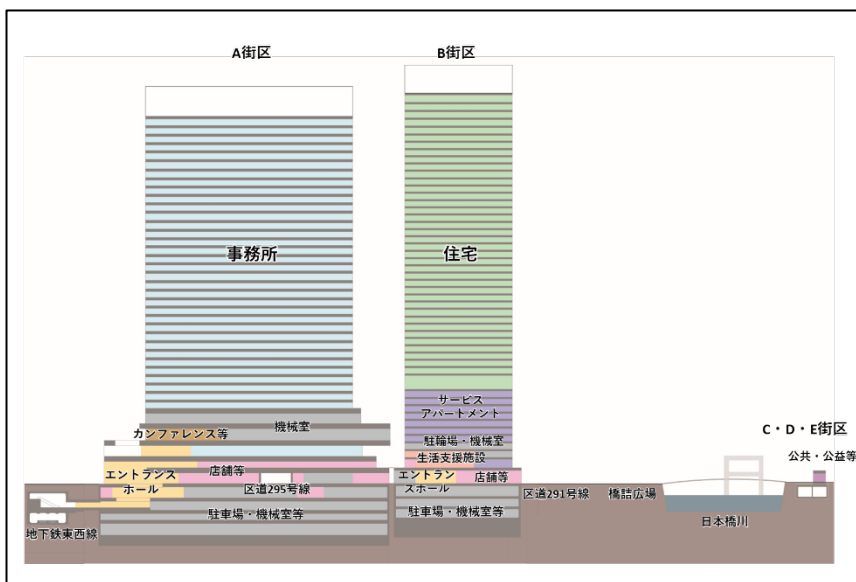 A街区
B街区
事務所
住宅
サービス
アパートメント
機械室
カンファレンス等
駐輪場・機械室
生活支援施設
C・D・E街区
公共・公益等
エントランス
ホール
店舗等
エントラン
スホール
店舗等
区道295号線
区道291号線
橋詰広場
駐車場・機械室等
駐車場・機械室等
日本橋川
地下鉄東西線